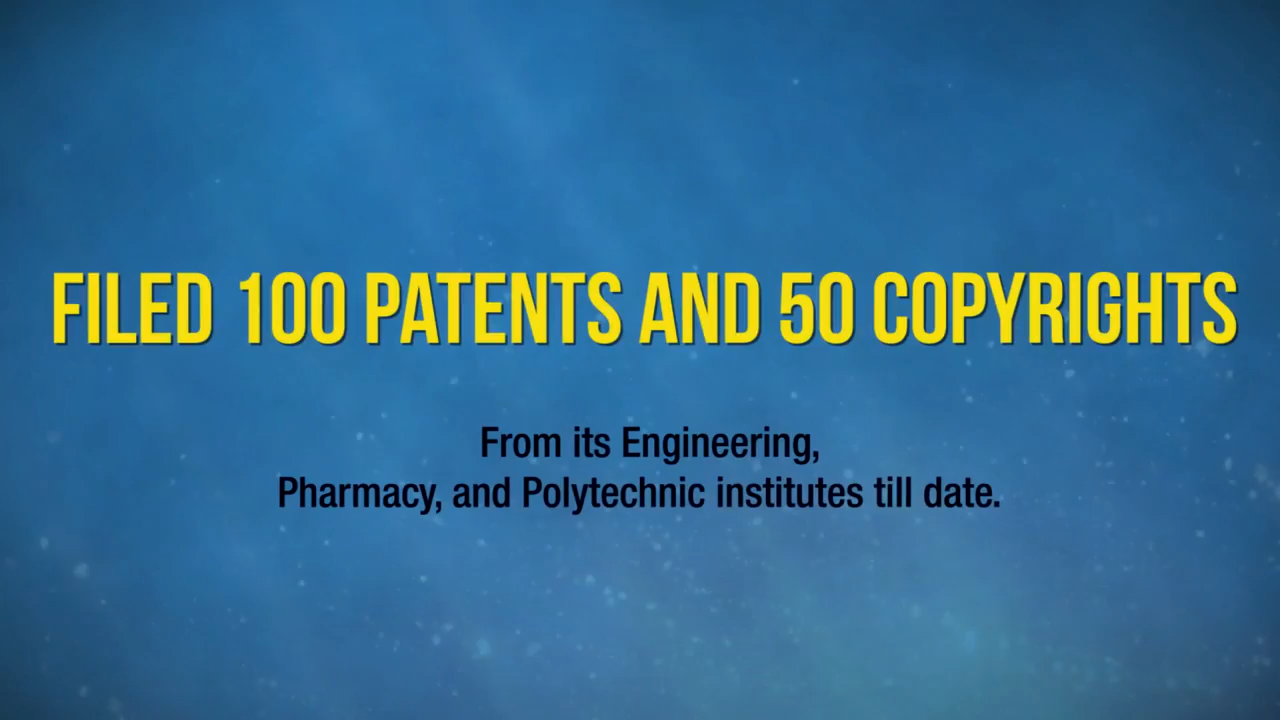 FILED 100 PATENTS AND 50 COPYRIGHTS
From its Engineering,
Pharmacy, and Polytechnic institutes till date.